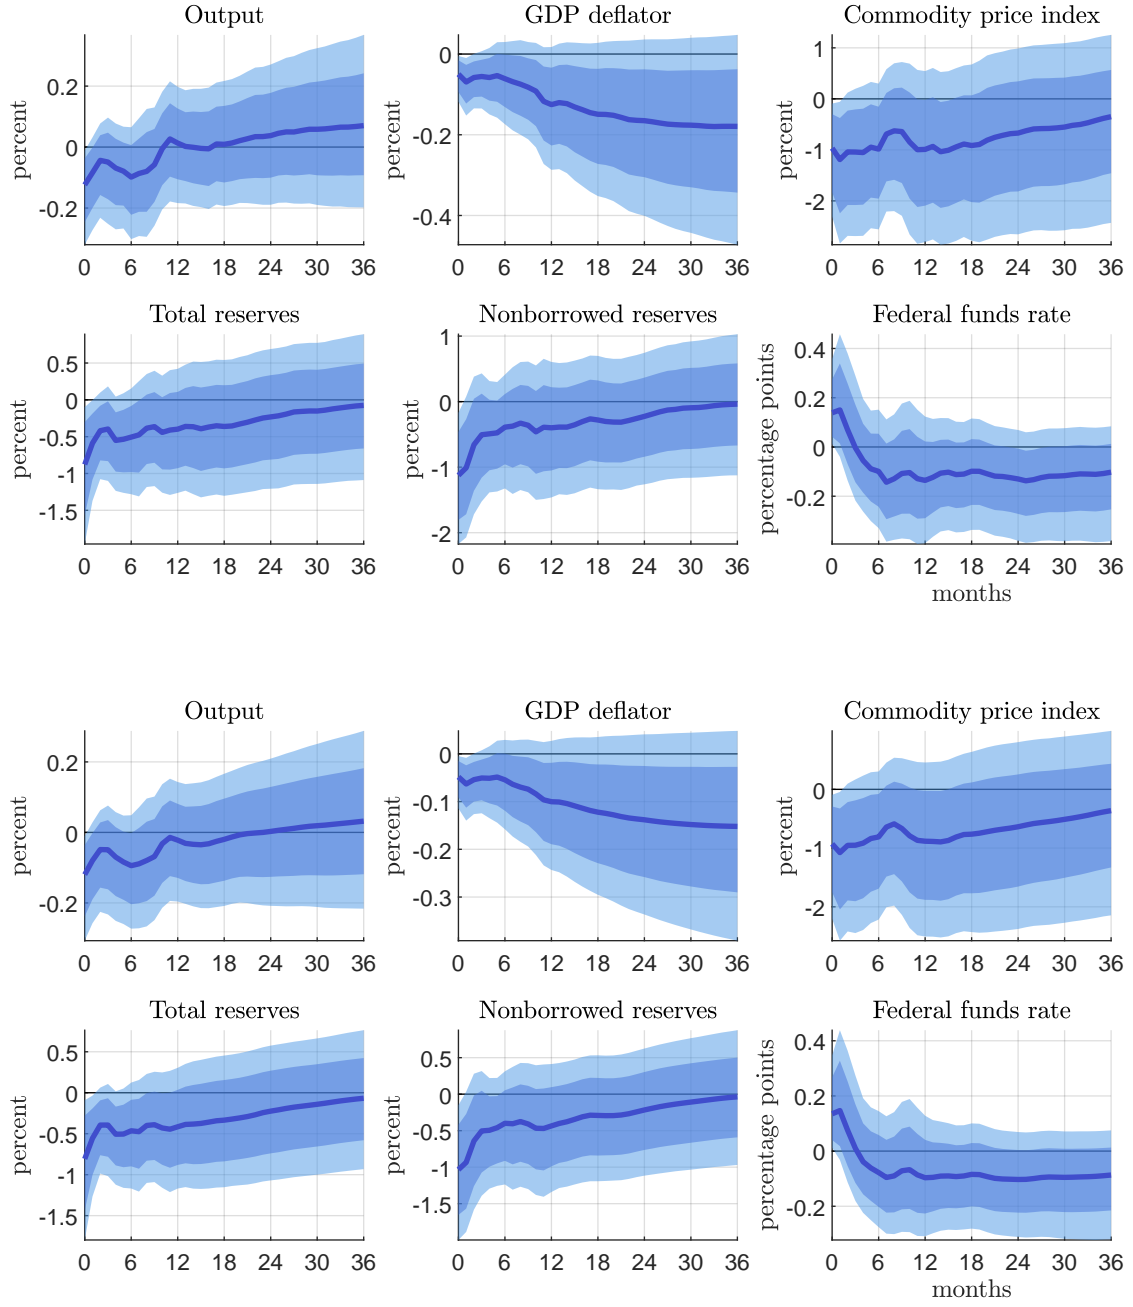 Output GDP deflator Commodity price index
percent percent percent
0.2 0 -0.2
0 -0.2 -0.4
1 0 -1 -2
0 6 12 18 24 30 36 0 6 12 18 24 30 36 0 6 12 18 24 30 36
Total reserves Nonborrowed reserves Federal funds rate
percent percent percentage points
0.5 0 -0.5 -1 -1.5
1 0 -1 -2
0.4 0.2 0 -0.2
0 6 12 18 24 30 36 0 6 12 18 24 30 36 0 6 12 18 24 30 36
months
Output GDP deflator Commodity price index
percent percent percent
0.2 0 -0.2
0 -0.1 -0.2 -0.3
0 -1 -2
0 6 12 18 24 30 36 0 6 12 18 24 30 36 0 6 12 18 24 30 36
Total reserves Nonborrowed reserves Federal funds rate
percent percent percentage points
0.5 0 -0.5 -1 -1.5
0.5 0 -0.5 -1 -1.5
0.4 0.2 0 -0.2
0 6 12 18 24 30 36 0 6 12 18 24 30 36 0 6 12 18 24 30 36
months